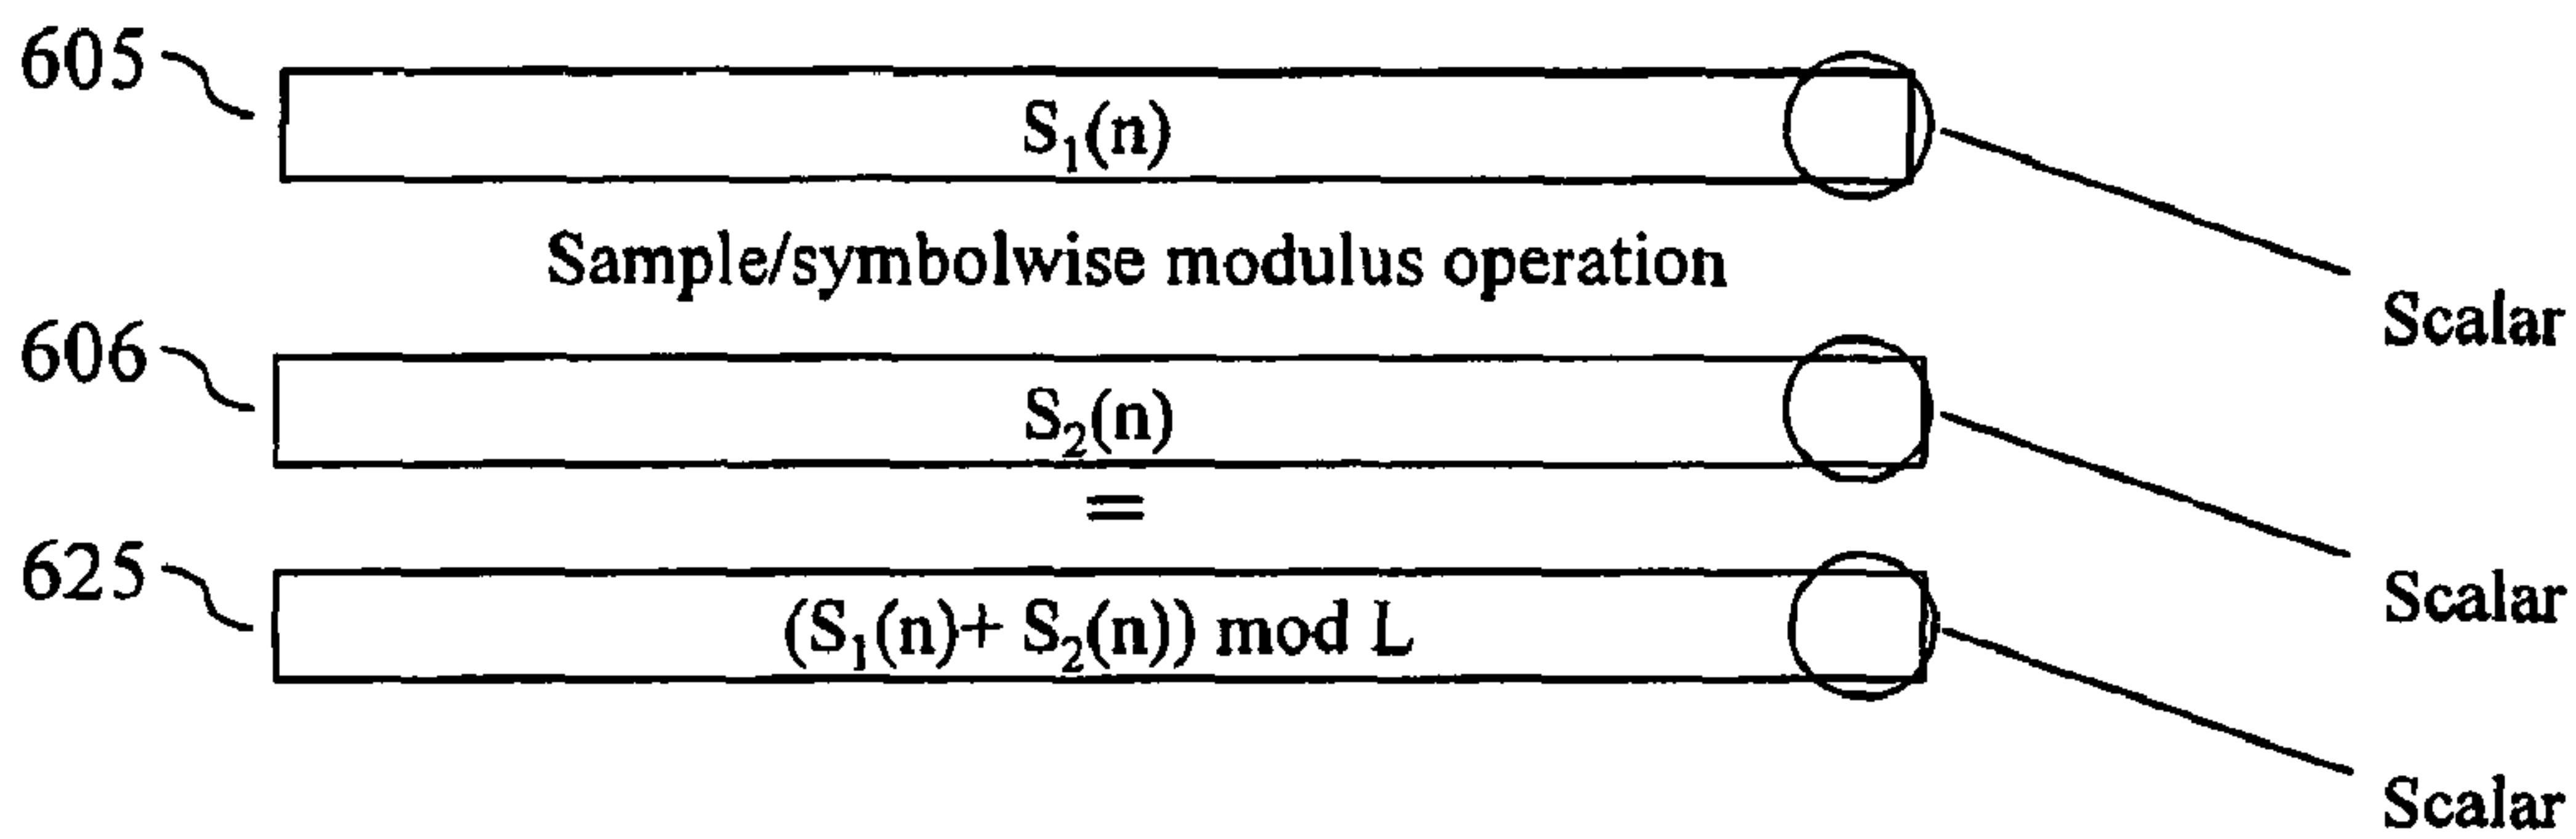 605
S₁(n)
Sample/symbolwise modulus operation
Scalar
606
S₂(n)
=
Scalar
625
(S₁(n)+ S₂(n)) mod L
Scalar